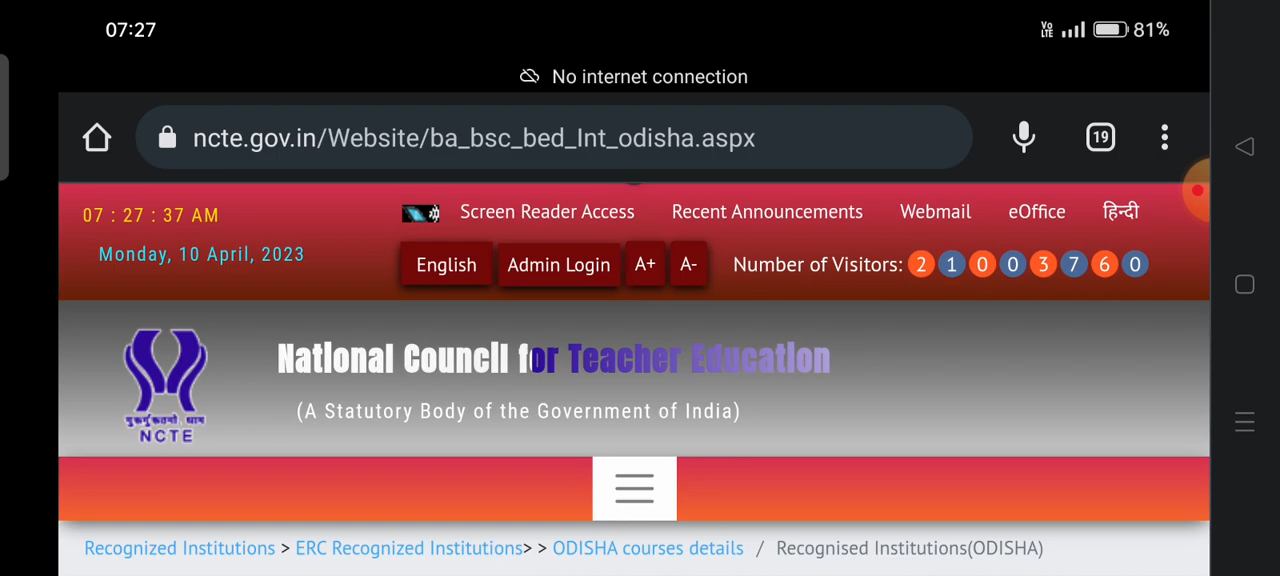 07:27
Vo LTE 81%
No internet connection
ncte.gov.in/Website/ba_bsc_bed_Int_odisha.aspx
19
07 : 27 : 37 AM
Screen Reader Access Recent Announcements Webmail eOffice हिन्दी
Monday, 10 April, 2023
English Admin Login A+ A- Number of Visitors: 2 1 0 0 3 7 6 0
National Council for Teacher Education
(A Statutory Body of the Government of India)
NCTE
Recognized Institutions > ERC Recognized Institutions> > ODISHA courses details / Recognised Institutions(ODISHA)